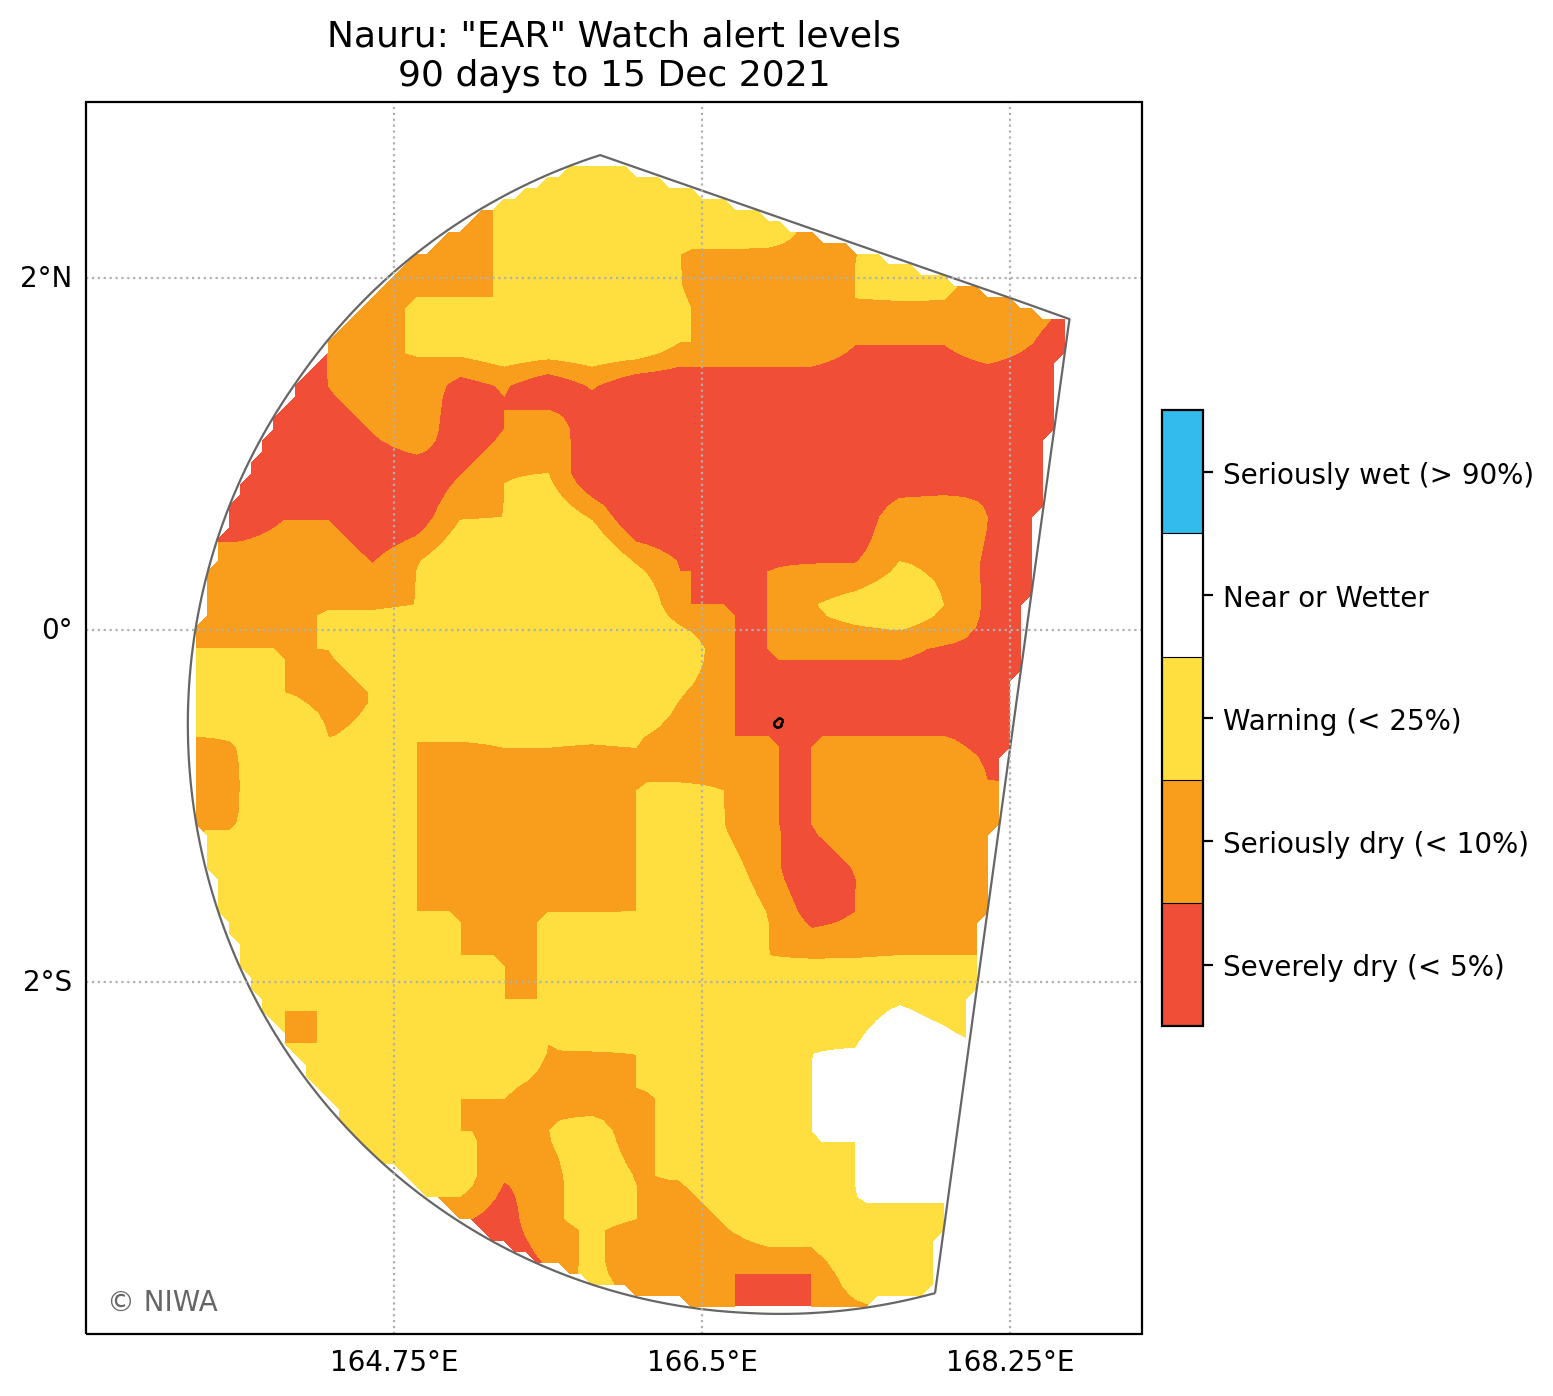 Nauru: "EAR" Watch alert levels
90 days to 15 Dec 2021
2°N
0°
2°S
164.75°E
166.5°E
168.25°E
© NIWA
Seriously wet (> 90%)
Near or Wetter
Warning (< 25%)
Seriously dry (< 10%)
Severely dry (< 5%)